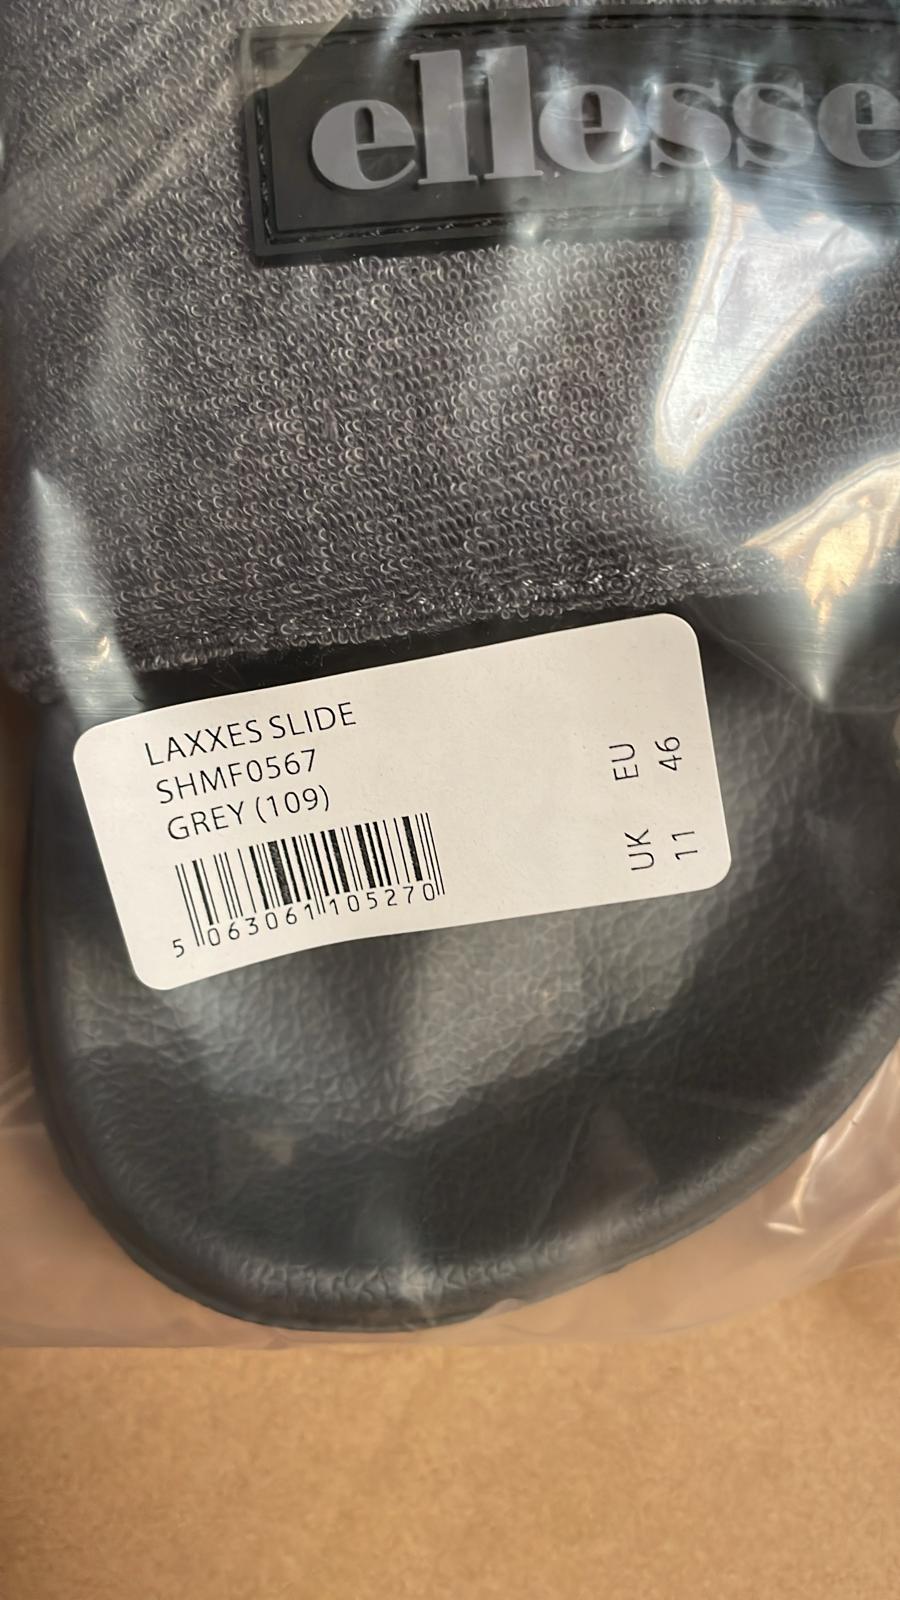 ellesse
LAXXES SLIDE
SHMF0567
GREY (109)
5 063061 105270
UK EU
11 46